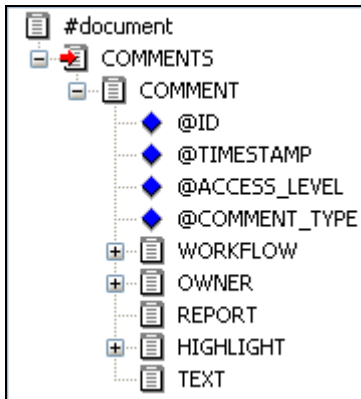 #document
COMMENTS
COMMENT
@ID
@TIMESTAMP
@ACCESS_LEVEL
@COMMENT_TYPE
WORKFLOW
OWNER
REPORT
HIGHLIGHT
TEXT